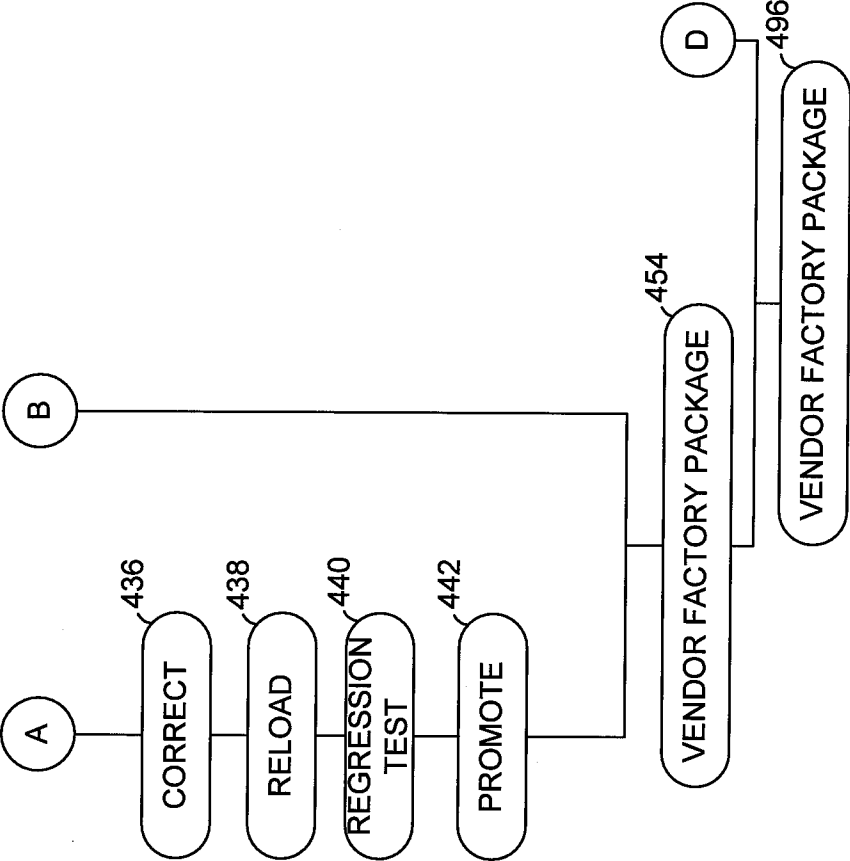 A
436
CORRECT
438
RELOAD
440
REGRESSION
TEST
442
PROMOTE
B
454
VENDOR FACTORY PACKAGE
D
496
VENDOR FACTORY PACKAGE